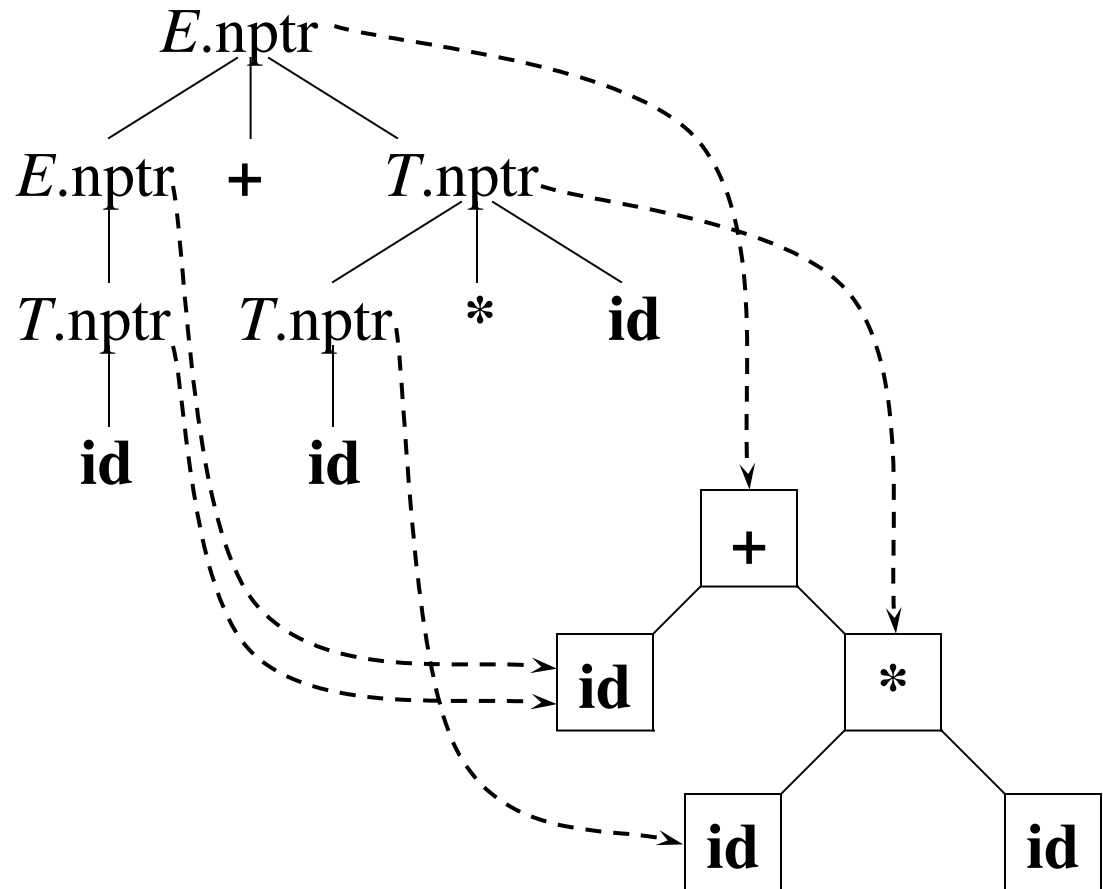 E.nptr
E.nptr + T.nptr
T.nptr T.nptr * id
id id
+
id *
id id